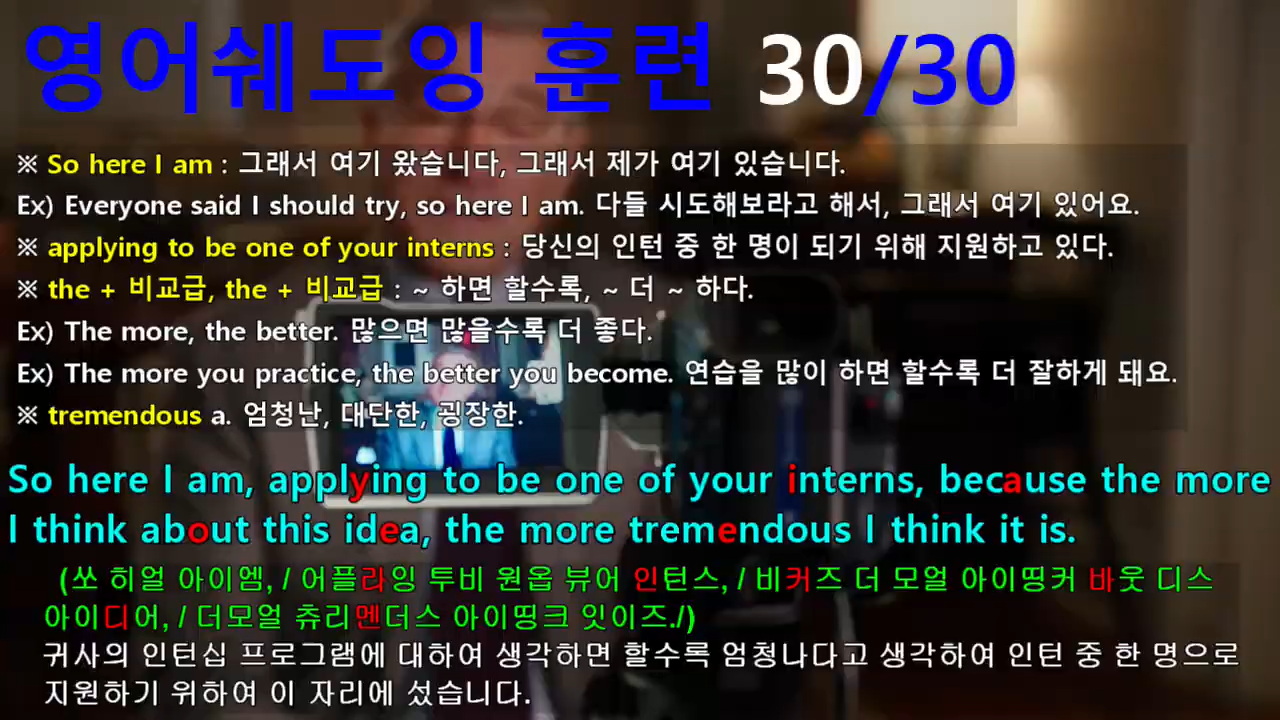 영어쉐도잉 훈련 30/30
※ So here I am : 그래서 여기 왔습니다, 그래서 제가 여기 있습니다.
Ex) Everyone said I should try, so here I am. 다들 시도해보라고 해서, 그래서 여기 있어요.
※ applying to be one of your interns : 당신의 인턴 중 한 명이 되기 위해 지원하고 있다.
※ the + 비교급, the + 비교급 : ~ 하면 할수록, ~ 더 ~ 하다.
Ex) The more, the better. 많으면 많을수록 더 좋다.
Ex) The more you practice, the better you become. 연습을 많이 하면 할수록 더 잘하게 돼요.
※ tremendous a. 엄청난, 대단한, 굉장한.
So here I am, applying to be one of your interns, because the more
I think about this idea, the more tremendous I think it is.
(쏘 히얼 아이엠, / 어플라잉 투비 원옵 뷰어 인턴스, / 비커즈 더 모얼 아이띵커 바웃 디스
아이디어, / 더모얼 츄리멘더스 아이띵크 잇이즈./)
귀사의 인턴십 프로그램에 대하여 생각하면 할수록 엄청나다고 생각하여 인턴 중 한 명으로
지원하기 위하여 이 자리에 섰습니다.